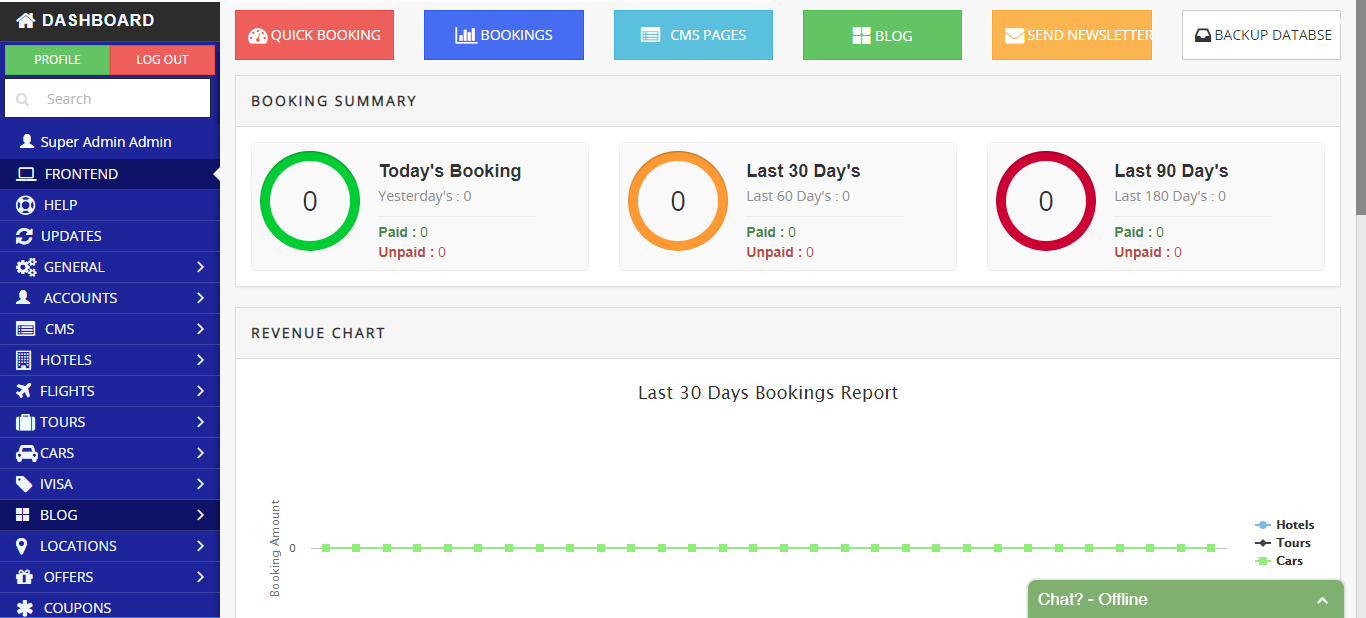 DASHBOARD
PROFILE
LOG OUT
Search
Super Admin Admin
FRONTEND
HELP
UPDATES
GENERAL
ACCOUNTS
CMS
HOTELS
FLIGHTS
TOURS
CARS
IVISA
BLOG
LOCATIONS
OFFERS
COUPONS
QUICK BOOKING
BOOKINGS
CMS PAGES
BLOG
SEND NEWSLETTER
BACKUP DATABSE
BOOKING SUMMARY
0
Today's Booking
Yesterday's : 0
Paid : 0
Unpaid : 0
0
Last 30 Day's
Last 60 Day's : 0
Paid : 0
Unpaid : 0
0
Last 90 Day's
Last 180 Day's : 0
Paid : 0
Unpaid : 0
REVENUE CHART
Last 30 Days Bookings Report
Booking Amount
0
Hotels
Tours
Cars
Chat? - Offline